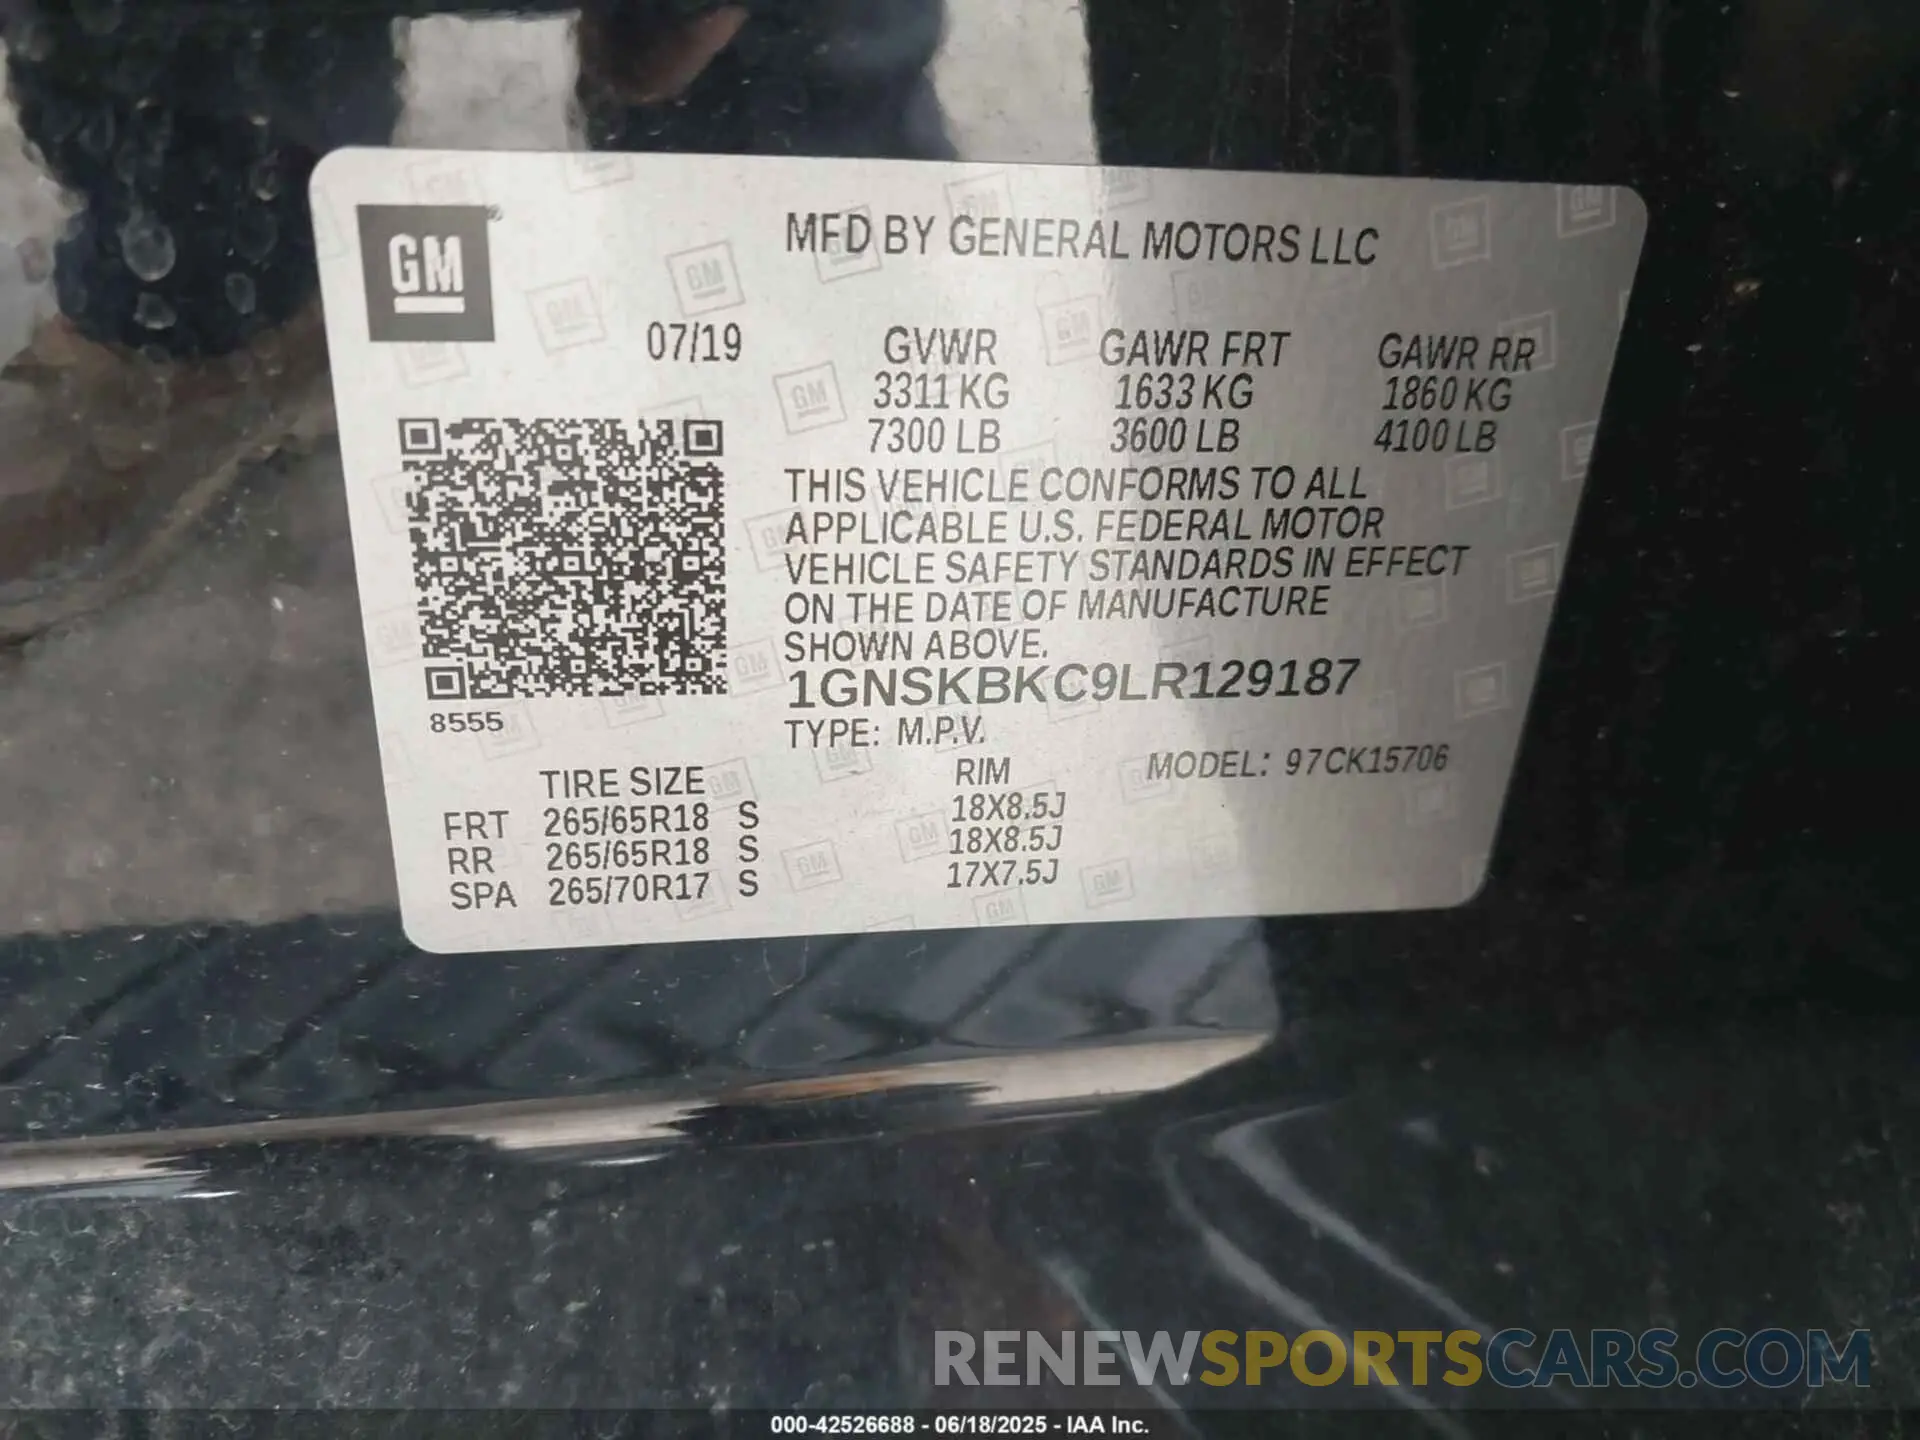 GM
MFD BY GENERAL MOTORS LLC
07/19 GVWR GAWR FRT GAWR RR
3311 KG 1633 KG 1860 KG
7300 LB 3600 LB 4100 LB
THIS VEHICLE CONFORMS TO ALL
APPLICABLE U.S. FEDERAL MOTOR
VEHICLE SAFETY STANDARDS IN EFFECT
ON THE DATE OF MANUFACTURE
SHOWN ABOVE.
1GNSKBKC9LR129187
8555
TYPE: M.P.V.
MODEL: 97CK15706
TIRE SIZE RIM
FRT 265/65R18 S 18X8.5J
RR 265/65R18 S 18X8.5J
SPA 265/70R17 S 17X7.5J
RENEWSPORTSCARS.COM
000-42526688 - 06/18/2025 - IAA Inc.